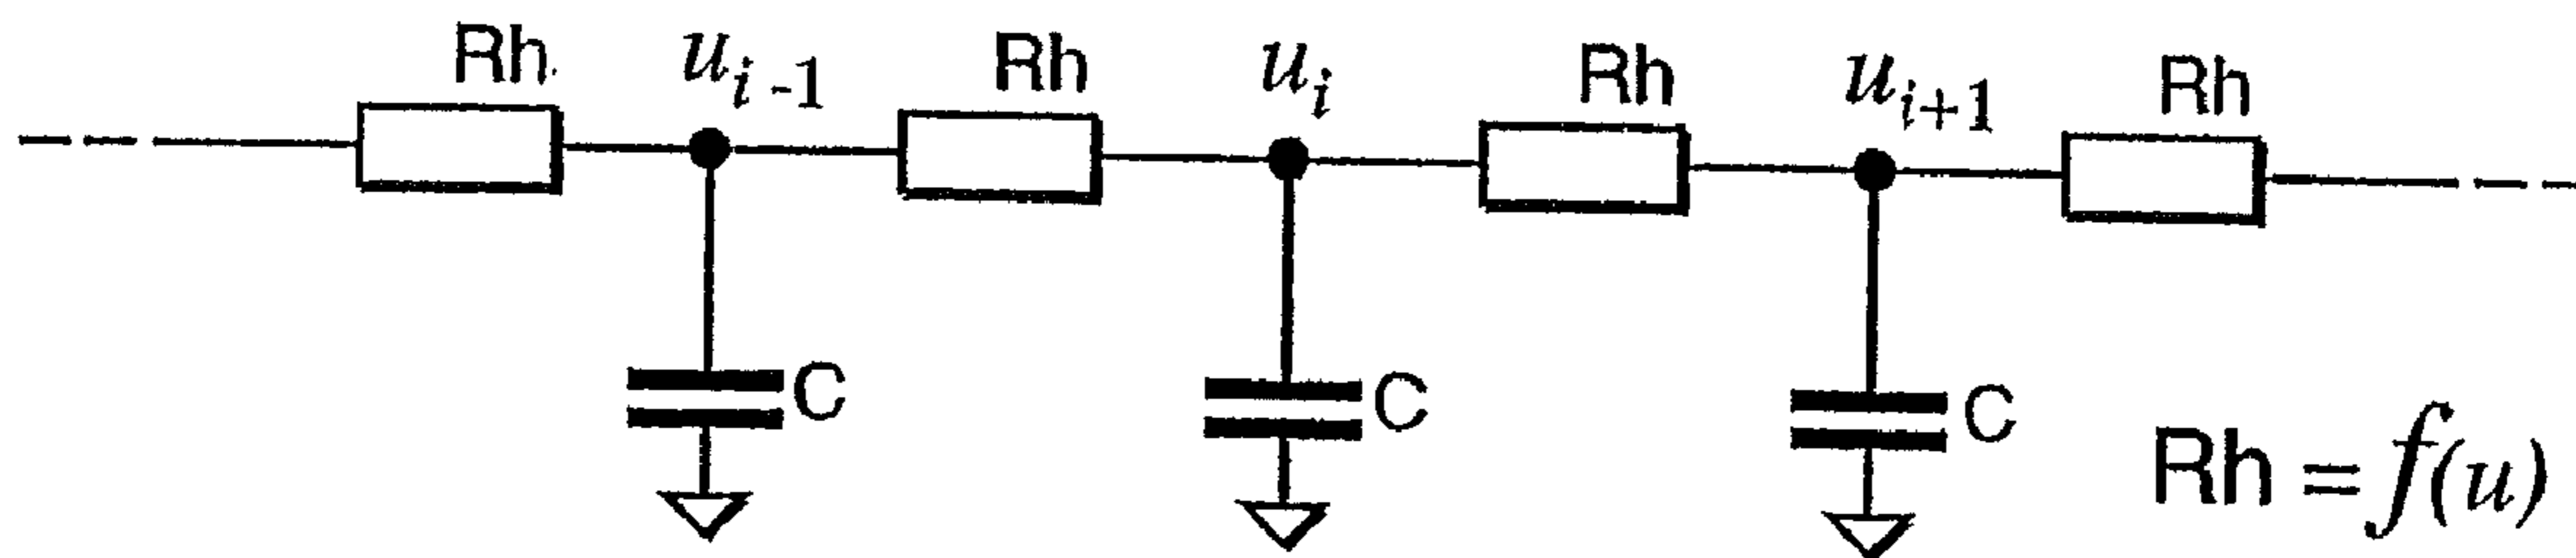 Rh u_{i-1} Rh u_i Rh u_{i+1} Rh
C C C
Rh = f(u)